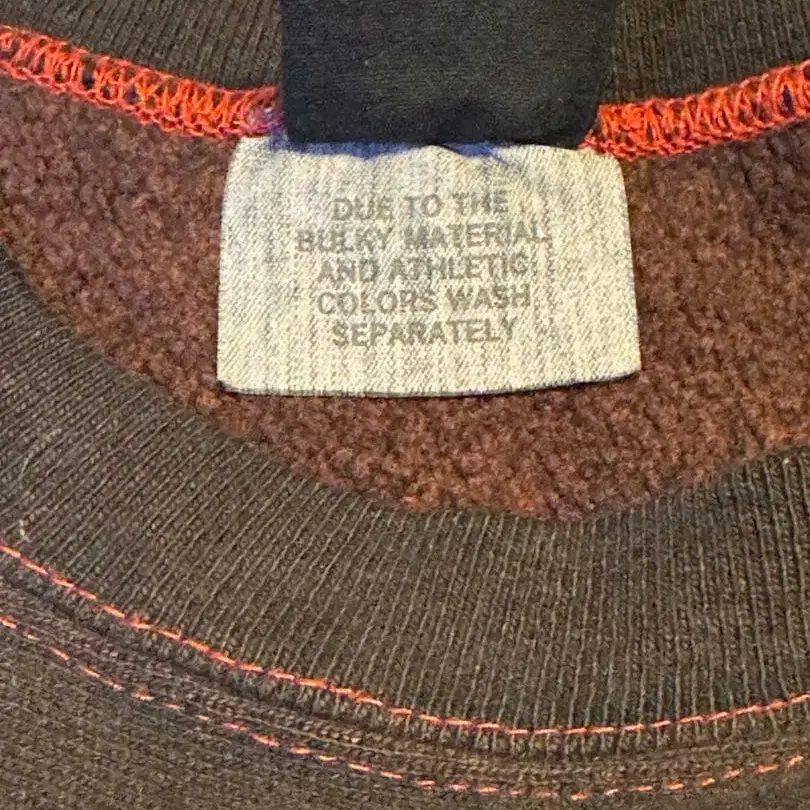 DUE TO THE
BULKY MATERIAL
AND ATHLETIC
COLORS WASH
SEPARATELY